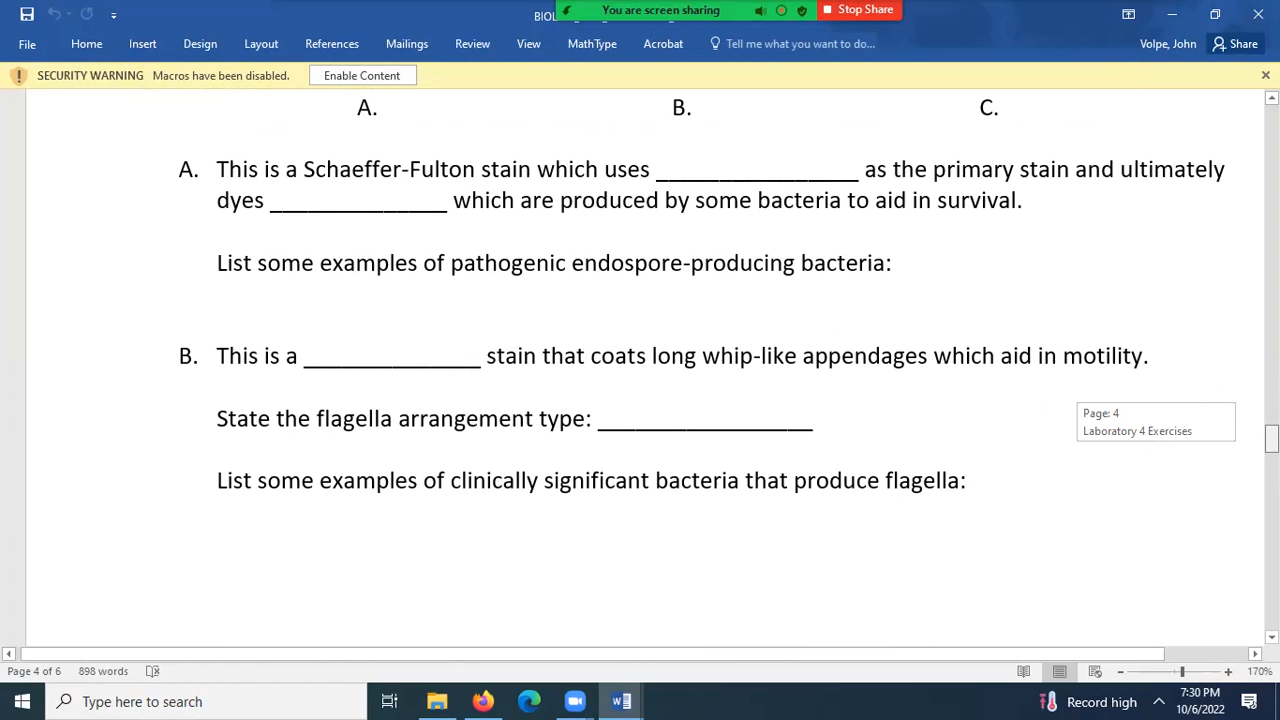 BIOL
You are screen sharing
Stop Share
File Home Insert Design Layout References Mailings Review View MathType Acrobat Tell me what you want to do... Volpe, John Share
SECURITY WARNING Macros have been disabled. Enable Content
A. B. C.
A. This is a Schaeffer-Fulton stain which uses ________________ as the primary stain and ultimately
dyes ______________ which are produced by some bacteria to aid in survival.
List some examples of pathogenic endospore-producing bacteria:
B. This is a ______________ stain that coats long whip-like appendages which aid in motility.
State the flagella arrangement type: _________________
Page: 4
Laboratory 4 Exercises
List some examples of clinically significant bacteria that produce flagella:
Page 4 of 6 898 words 170%
Type here to search Record high 7:30 PM
10/6/2022